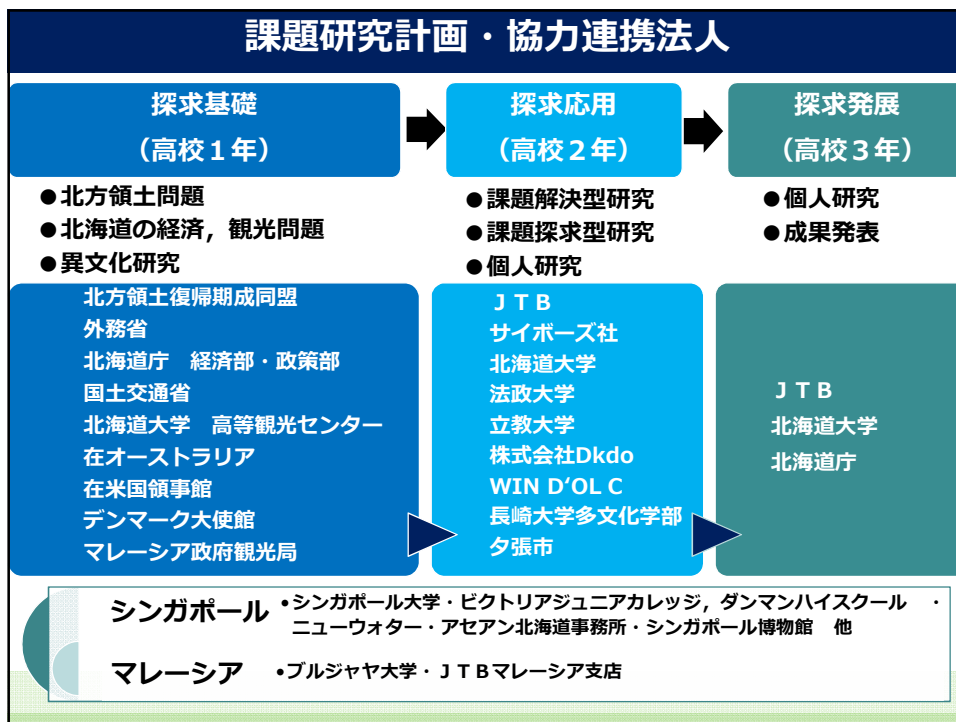 課題研究計画・協力連携法人
探求基礎
(高校1年)
探求応用
(高校2年)
探求発展
(高校3年)
●北方領土問題
●北海道の経済，観光問題
●異文化研究
●課題解決型研究
●課題探求型研究
●個人研究
●個人研究
●成果発表
北方領土復帰期成同盟
外務省
北海道庁　経済部・政策部
国土交通省
北海道大学　高等観光センター
在オーストラリア
在米国領事館
デンマーク大使館
マレーシア政府観光局
ＪＴＢ
サイボーズ社
北海道大学
法政大学
立教大学
株式会社Dkdo
WIN D‘OL C
長崎大学多文化学部
夕張市
ＪＴＢ
北海道大学
北海道庁
シンガポール
•シンガポール大学・ビクトリアジュニアカレッジ，ダンマンハイスクール　・
ニューウォター・アセアン北海道事務所・シンガポール博物館　他
マレーシア
•ブルジャヤ大学・ＪＴＢマレーシア支店